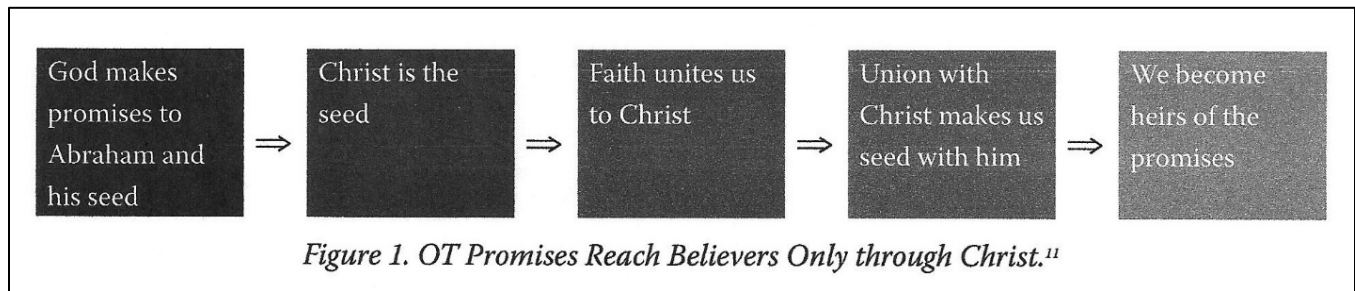 God makes
promises to
Abraham and
his seed
⇒
Christ is the
seed
⇒
Faith unites us
to Christ
⇒
Union with
Christ makes us
seed with him
⇒
We become
heirs of the
promises
Figure 1. OT Promises Reach Believers Only through Christ.¹¹